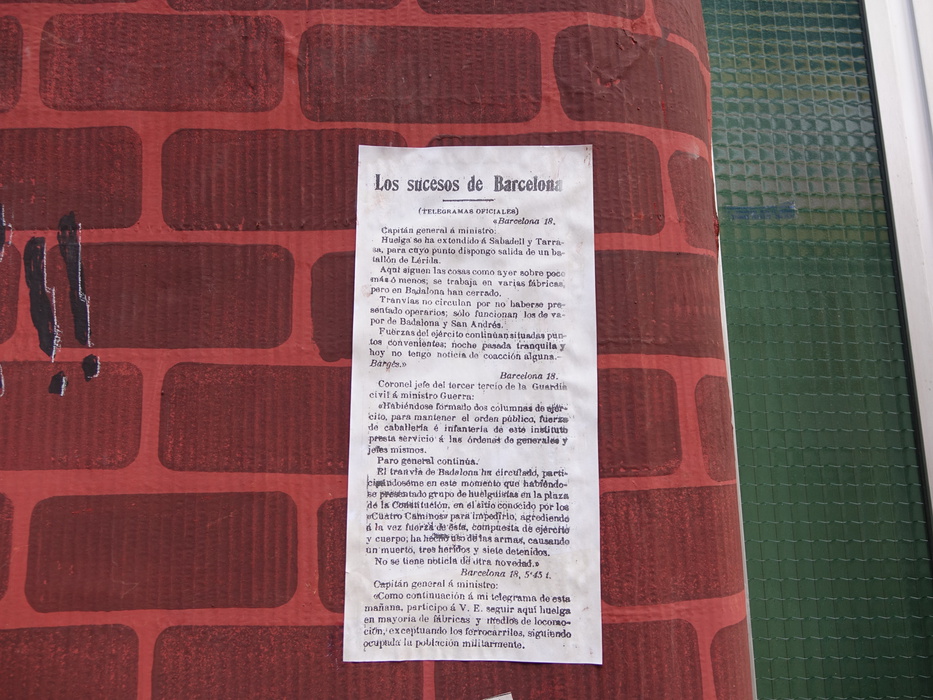 Los sucesos de Barcelona
(TELEGRAMAS OFICIALES)
«Barcelona 18.
Capitán general á ministro:
Huelga se ha extendido á Sabadell y Tarra-
sa, para cuyo punto dispongo salida de un ba-
tallón de Lérida.
Aquí siguen las cosas como ayer sobre poco
más ó menos; se trabaja en varias fábricas,
pero en Badalona han cerrado.
Tranvías no circulan por no haberse pre-
sentado operarios; sólo funcionan los de va-
por de Badalona y San Andrés.
Fuerzas del ejército continúan situadas pun-
tos convenientes; noche pasada tranquila y
hoy no tengo noticia de coacción alguna.—
Bargés.»
Barcelona 18.
Coronel jefe del tercer tercio de la Guardia
civil á ministro Guerra:
«Habiéndose formado dos columnas de ejér-
cito, para mantener el orden público, fuerza
de caballería é infantería de este instituto
presta servicio á las órdenes de generales y
jefes mismos.
Paro general continúa.
El tranvía de Badalona ha circulado, parti-
cipándoseme en este momento que habiéndo-
se presentado grupo de huelguistas en la plaza
de la Constitución, en el sitio conocido por los
«Cuatro Caminos» para impedirlo, agrediendo
á la vez fuerza de ésta, compuesta de ejército
y cuerpo; ha hecho uso de las armas, causando
un muerto, tres heridos y siete detenidos.
No se tiene noticia de otra novedad.»
Barcelona 18, 5'45 t.
Capitán general á ministro:
«Como continuación á mi telegrama de esta
mañana, participo á V. E. seguir aquí huelga
en mayoría de fábricas y medios de locomo-
ción, exceptuando los ferrocarriles, siguiendo
ocupada la población militarmente.